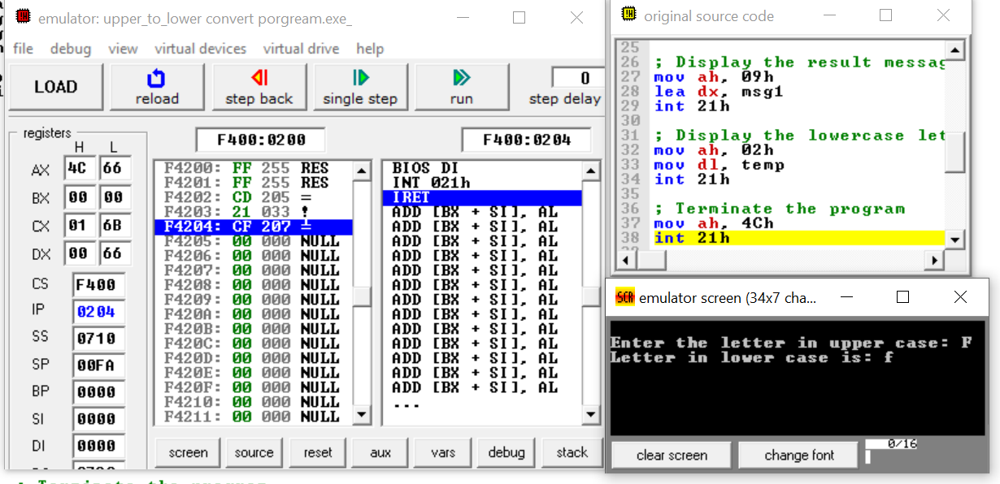 emulator: upper_to_lower convert porgream.exe_
file debug view virtual devices virtual drive help
LOAD reload step back single step run 0 step delay
registers
H L
AX 4C 66
BX 00 00
CX 01 6B
DX 00 66
CS F400
IP 0204
SS 0710
SP 00FA
BP 0000
SI 0000
DI 0000
F400:0200 F400:0204
F4200: FF 255 RES
F4201: FF 255 RES
F4202: CD 205 =
F4203: 21 033 !
F4204: CF 207 ╧
F4205: 00 000 NULL
F4206: 00 000 NULL
F4207: 00 000 NULL
F4208: 00 000 NULL
F4209: 00 000 NULL
F420A: 00 000 NULL
F420B: 00 000 NULL
F420C: 00 000 NULL
F420D: 00 000 NULL
F420E: 00 000 NULL
F420F: 00 000 NULL
F4210: 00 000 NULL
F4211: 00 000 NULL
BIOS DI
INT 021h
IRET
ADD [BX + SI], AL
ADD [BX + SI], AL
ADD [BX + SI], AL
ADD [BX + SI], AL
ADD [BX + SI], AL
ADD [BX + SI], AL
ADD [BX + SI], AL
ADD [BX + SI], AL
ADD [BX + SI], AL
ADD [BX + SI], AL
ADD [BX + SI], AL
ADD [BX + SI], AL
ADD [BX + SI], AL
...
screen source reset aux vars debug stack
original source code
25
26 ; Display the result messag
27 mov ah, 09h
28 lea dx, msg1
29 int 21h
30
31 ; Display the lowercase let
32 mov ah, 02h
33 mov dl, temp
34 int 21h
35
36 ; Terminate the program
37 mov ah, 4Ch
38 int 21h
SCR emulator screen (34x7 cha...
Enter the letter in upper case: F
Letter in lower case is: f
clear screen change font 0/16
; Terminate the program